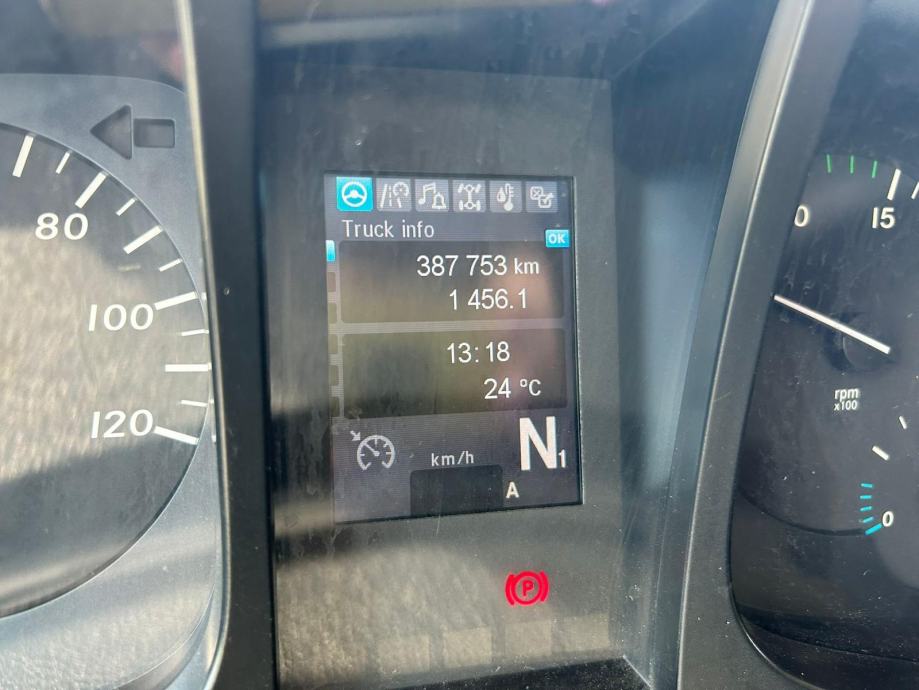 80
100
120
Truck info
OK
387 753 km
1 456.1
13:18
24 °C
km/h
N1
A
P
15
rpm
x100
0